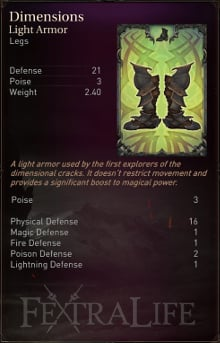 Dimensions
Light Armor
Legs
Defense 21
Poise 3
Weight 2.40
A light armor used by the first explorers of the
dimensional cracks. It doesn't restrict movement and
provides a significant boost to magical power.
Poise 3
Physical Defense 16
Magic Defense 1
Fire Defense 1
Poison Defense 2
Lightning Defense 1
FEXTRALIFE